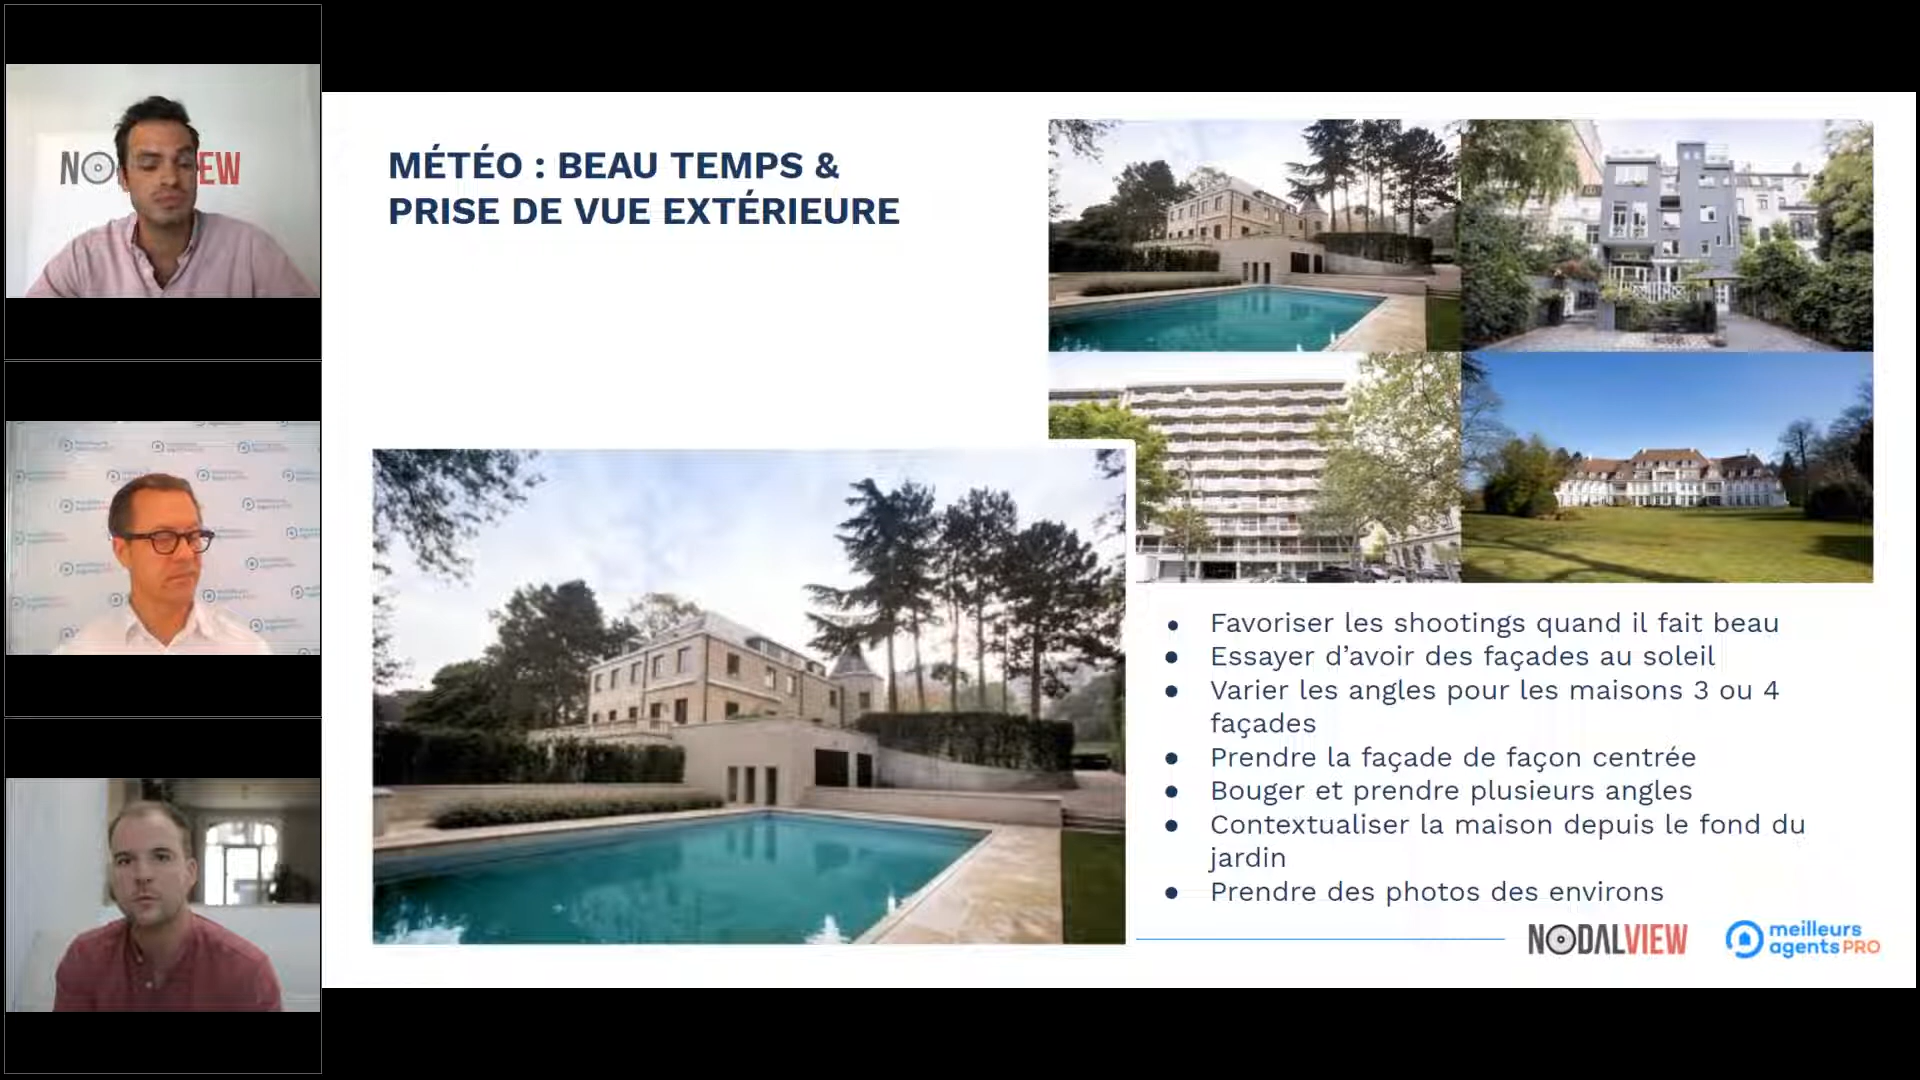 NO EW
MÉTÉO : BEAU TEMPS &
PRISE DE VUE EXTÉRIEURE
• Favoriser les shootings quand il fait beau
• Essayer d’avoir des façades au soleil
• Varier les angles pour les maisons 3 ou 4
façades
• Prendre la façade de façon centrée
• Bouger et prendre plusieurs angles
• Contextualiser la maison depuis le fond du
jardin
• Prendre des photos des environs
NODALVIEW
meilleurs
agents PRO